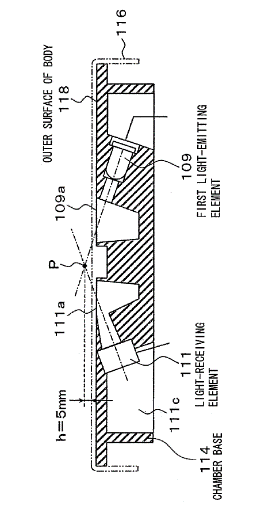 116
OUTER SURFACE OF BODY
118
109a
109
FIRST LIGHT-EMITTING
ELEMENT
P
111a
111
LIGHT-RECEIVING
ELEMENT
h=5mm
111c
114
CHAMBER BASE